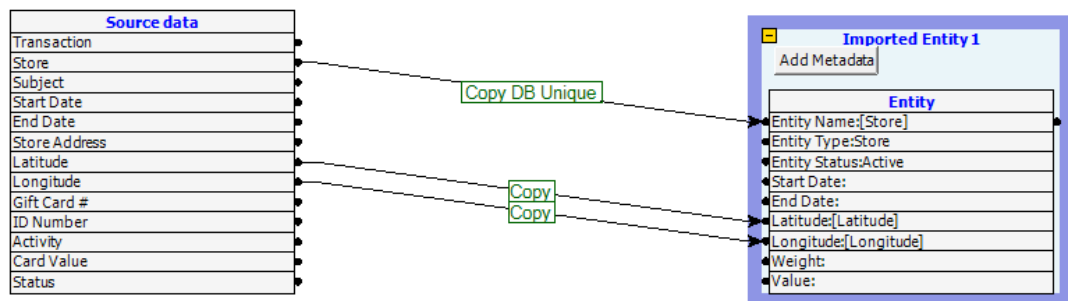 Source data
Transaction
Store
Subject
Start Date
End Date
Store Address
Latitude
Longitude
Gift Card #
ID Number
Activity
Card Value
Status
Copy DB Unique
Copy
Copy
Imported Entity 1
Add Metadata
Entity
Entity Name:[Store]
Entity Type:Store
Entity Status:Active
Start Date:
End Date:
Latitude:[Latitude]
Longitude:[Longitude]
Weight:
Value: